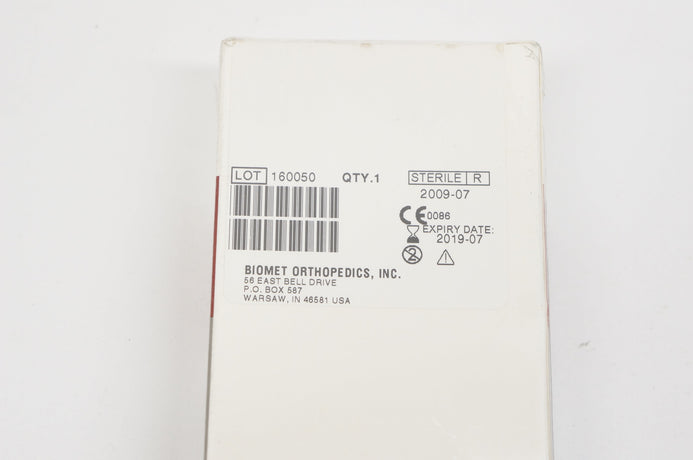 LOT 160050 QTY.1 STERILE R
2009-07
CE 0086
EXPIRY DATE:
2019-07
2
BIOMET ORTHOPEDICS, INC.
56 EAST BELL DRIVE
P.O. BOX 587
WARSAW, IN 46581 USA